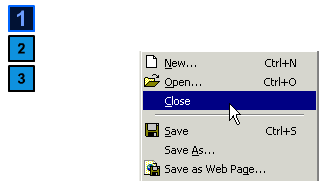 1
2
3
New... Ctrl+N
Open... Ctrl+O
Close
Save Ctrl+S
Save As...
Save as Web Page...